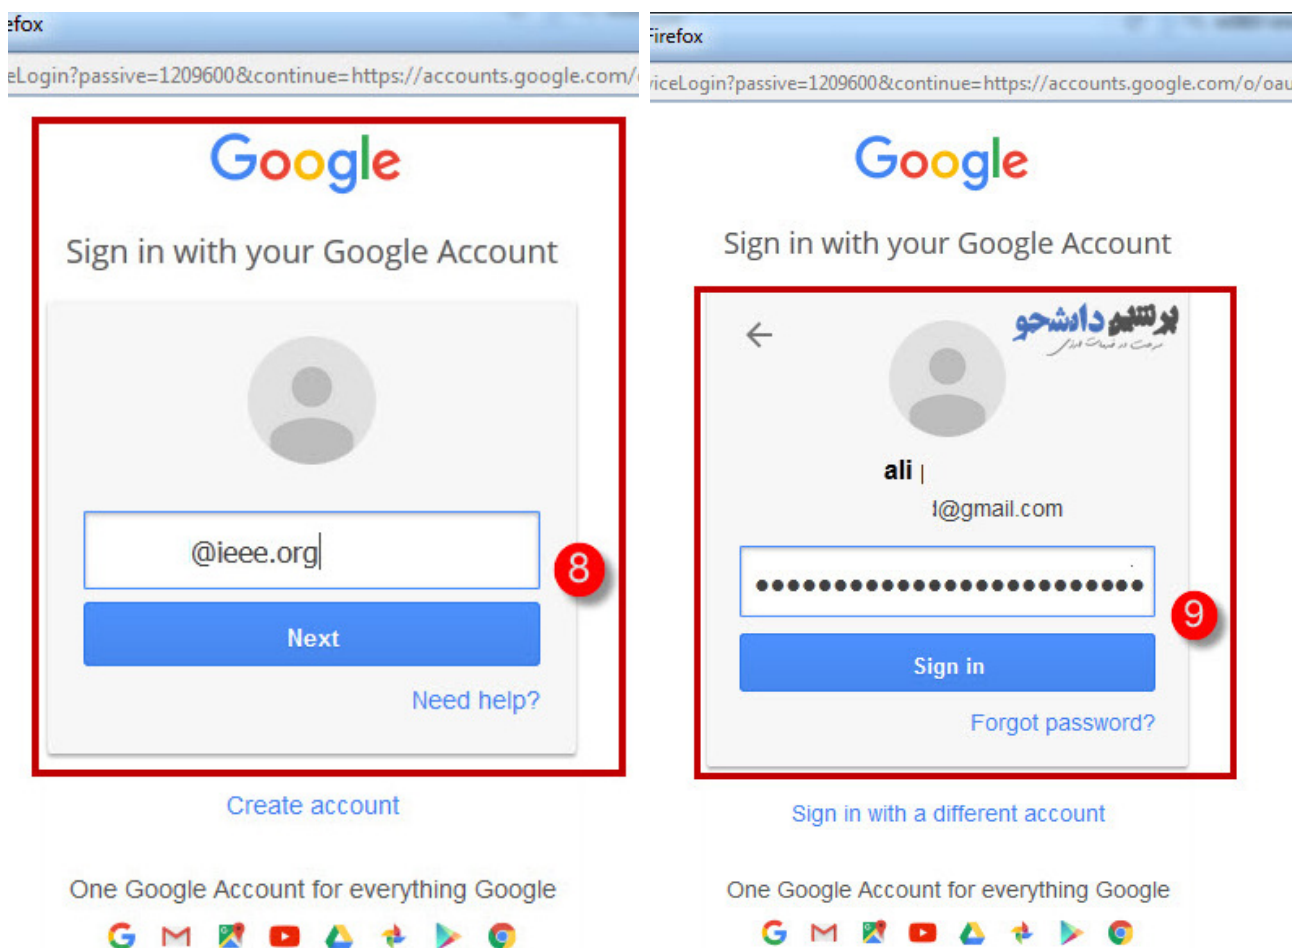 efox
eLogin?passive=1209600&continue=https://accounts.google.com/
Google
Sign in with your Google Account
@ieee.org
8
Next
Need help?
Create account
One Google Account for everything Google
Firefox
viceLogin?passive=1209600&continue=https://accounts.google.com/o/oau
Google
Sign in with your Google Account
پرشین دانشجو
ali
d@gmail.com
9
Sign in
Forgot password?
Sign in with a different account
One Google Account for everything Google